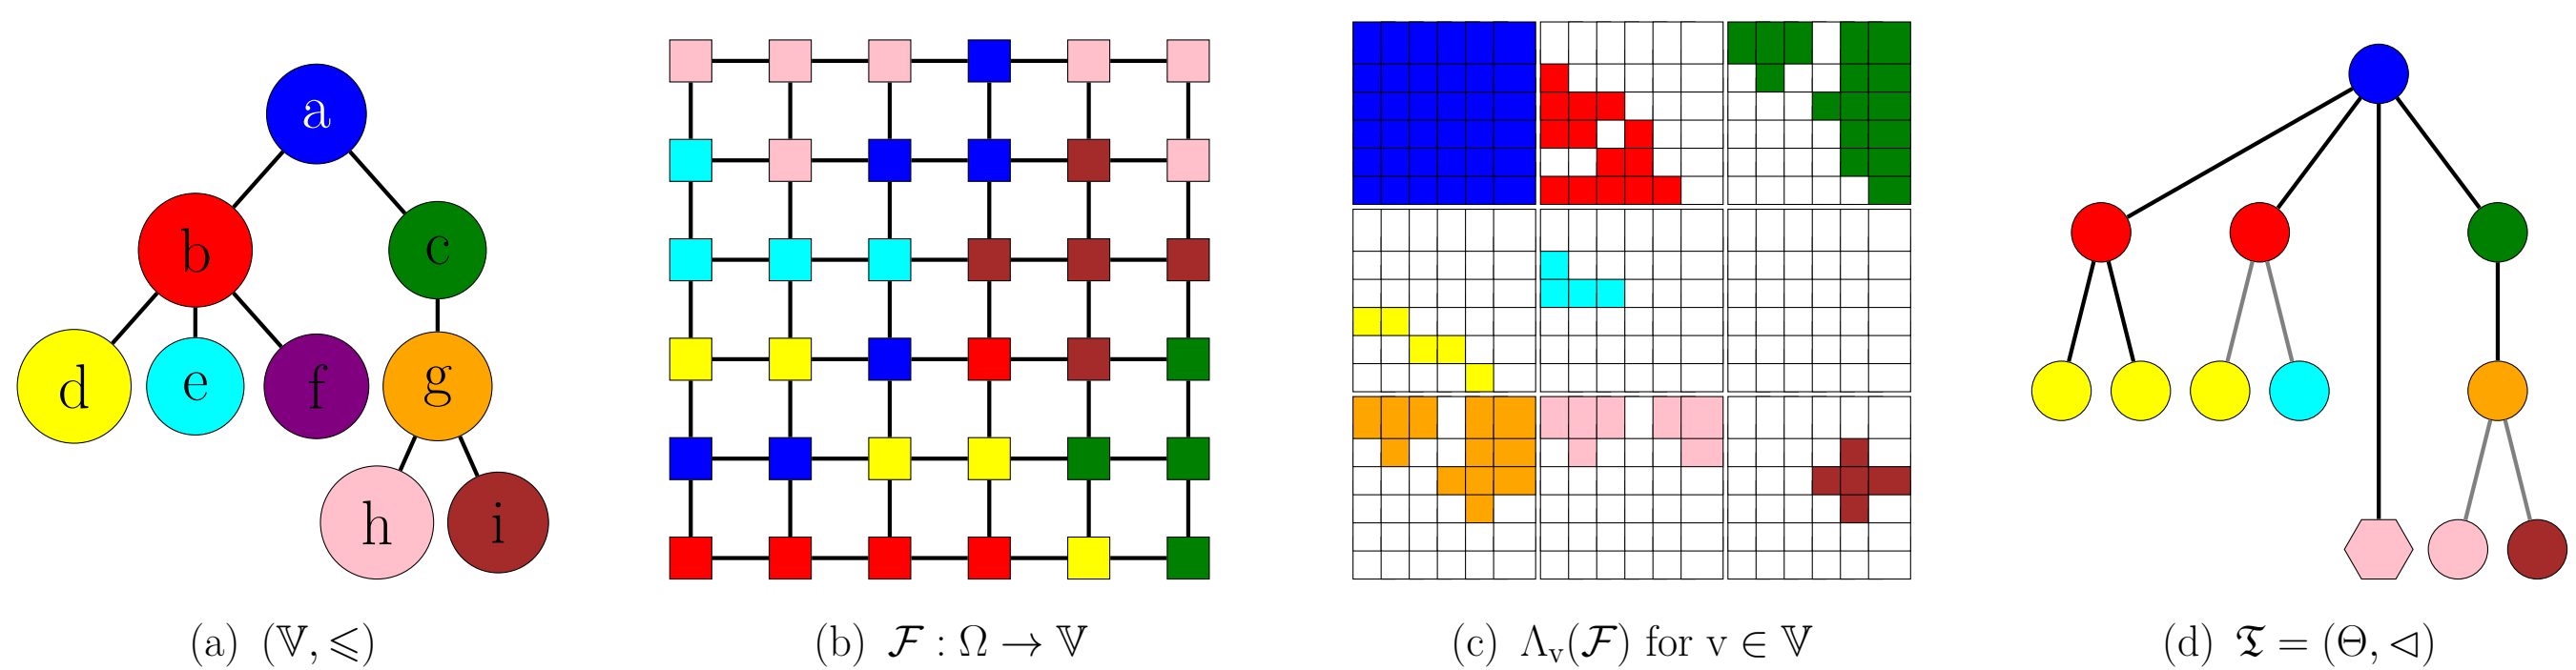 a
b
c
d
e
f
g
h
i
(a) (𝕍, ⩽)
(b) 𝓕 : Ω → 𝕍
(c) Λᵥ(𝓕) for v ∈ 𝕍
(d) 𝕿 = (Θ, ◁)